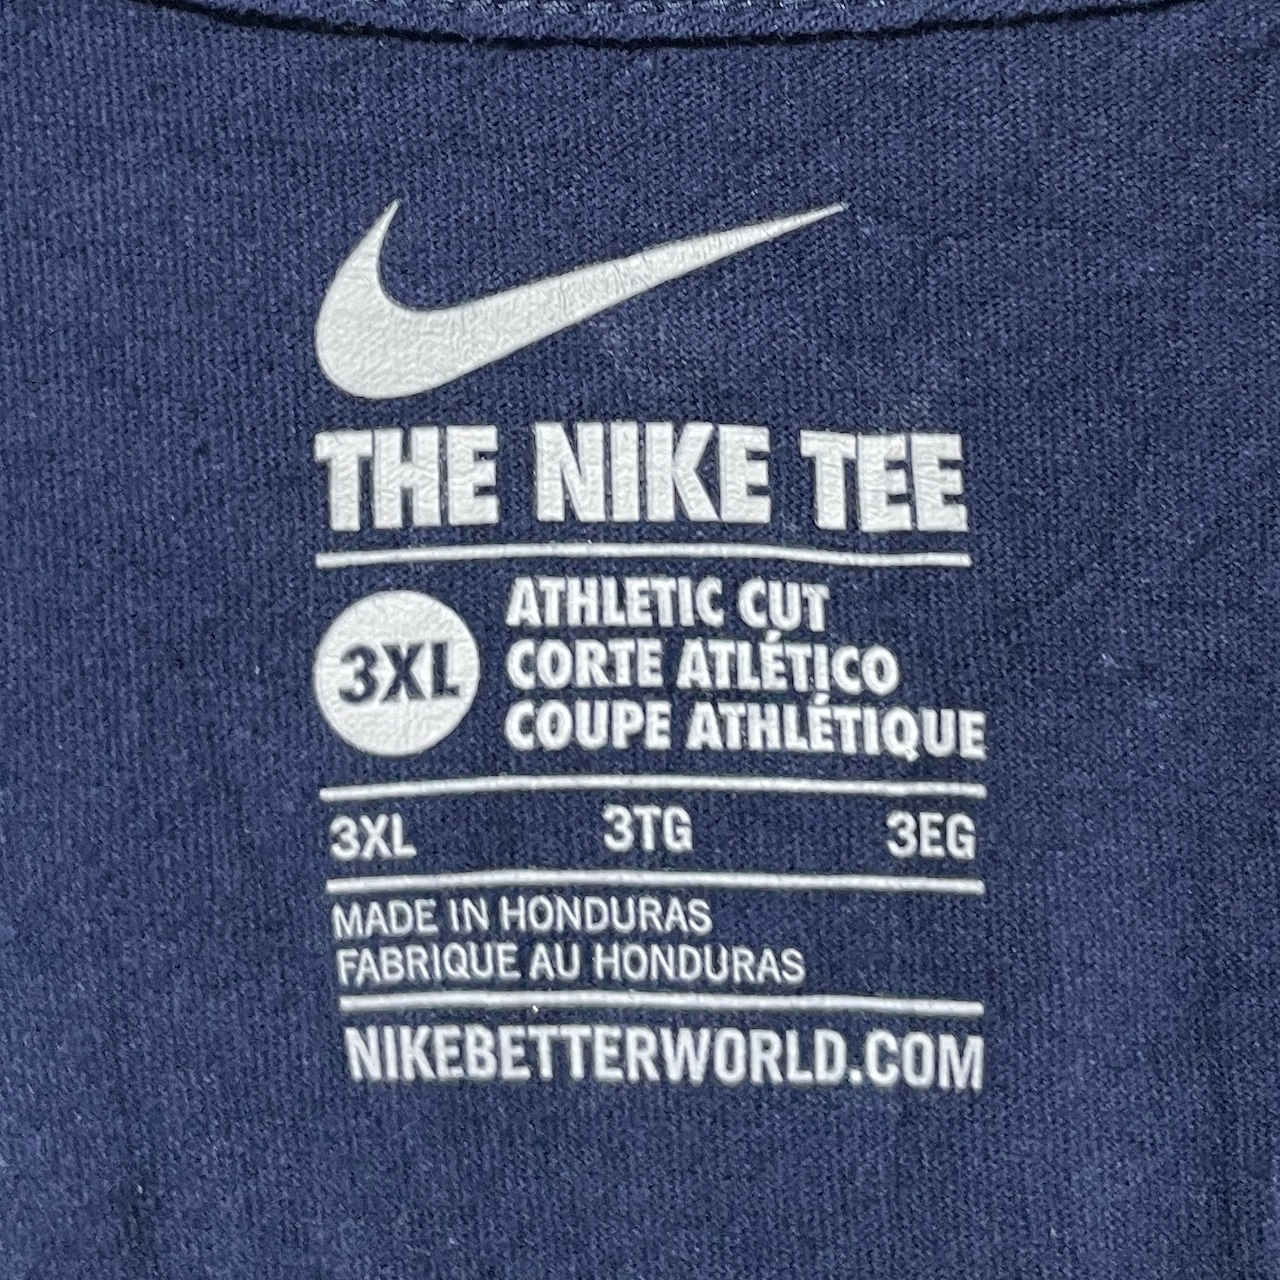 THE NIKE TEE
3XL
ATHLETIC CUT
CORTE ATLÉTICO
COUPE ATHLÉTIQUE
3XL 3TG 3EG
MADE IN HONDURAS
FABRIQUE AU HONDURAS
NIKEBETTERWORLD.COM